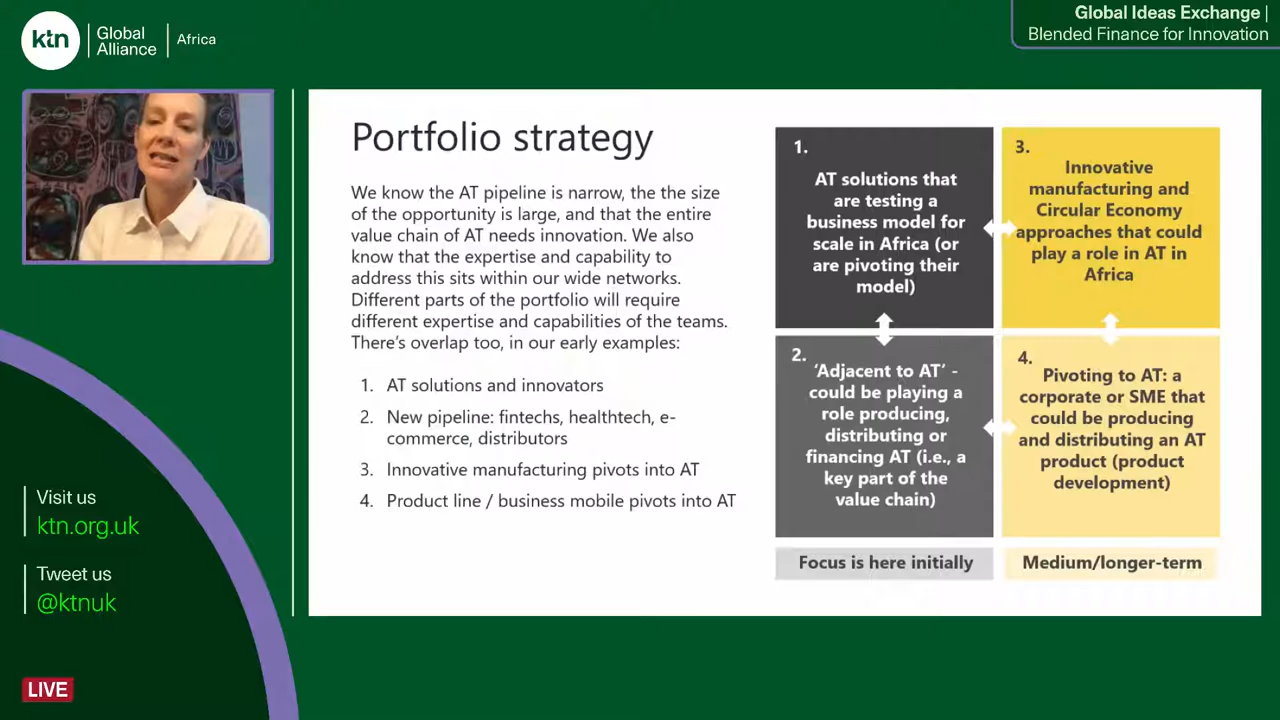 ktn
Global
Alliance
Africa
Global Ideas Exchange |
Blended Finance for Innovation
Portfolio strategy
We know the AT pipeline is narrow, the the size
of the opportunity is large, and that the entire
value chain of AT needs innovation. We also
know that the expertise and capability to
address this sits within our wide networks.
Different parts of the portfolio will require
different expertise and capabilities of the teams.
There's overlap too, in our early examples:
1. AT solutions and innovators
2. New pipeline: fintechs, healthtech, e-
commerce, distributors
3. Innovative manufacturing pivots into AT
4. Product line / business mobile pivots into AT
1.
AT solutions that
are testing a
business model for
scale in Africa (or
are pivoting their
model)
3.
Innovative
manufacturing and
Circular Economy
approaches that could
play a role in AT in
Africa
2.
'Adjacent to AT' -
could be playing a
role producing,
distributing or
financing AT (i.e., a
key part of the
value chain)
4.
Pivoting to AT: a
corporate or SME that
could be producing
and distributing an AT
product (product
development)
Focus is here initially
Medium/longer-term
Visit us
ktn.org.uk
Tweet us
@ktnuk
LIVE